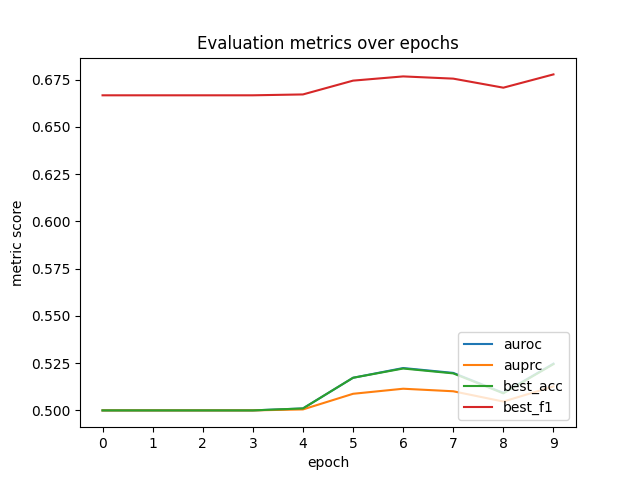 Evaluation metrics over epochs
metric score
0.675
0.650
0.625
0.600
0.575
0.550
0.525
0.500
auroc
auprc
best_acc
best_f1
0 1 2 3 4 5 6 7 8 9
epoch